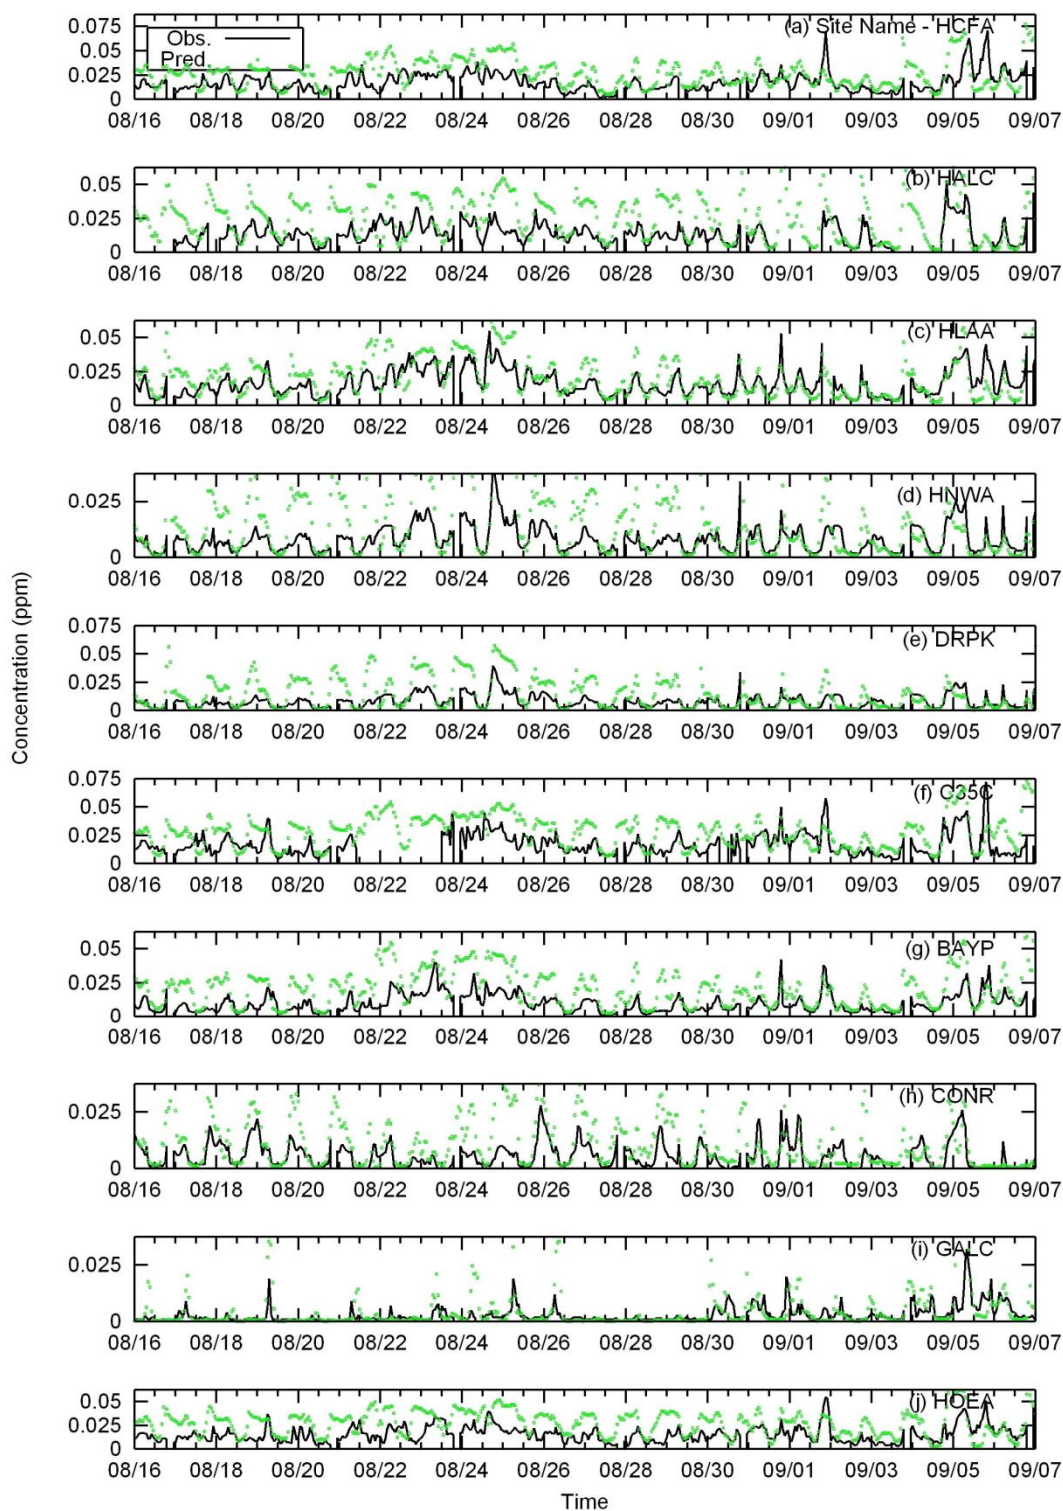 (a) Site Name - HCFA
Obs.
Pred.
0.075
0.05
0.025
0
08/16 08/18 08/20 08/22 08/24 08/26 08/28 08/30 09/01 09/03 09/05 09/07
(b) HALC
0.05
0.025
0
08/16 08/18 08/20 08/22 08/24 08/26 08/28 08/30 09/01 09/03 09/05 09/07
(c) HLAA
0.05
0.025
0
08/16 08/18 08/20 08/22 08/24 08/26 08/28 08/30 09/01 09/03 09/05 09/07
(d) HNWA
0.025
0
08/16 08/18 08/20 08/22 08/24 08/26 08/28 08/30 09/01 09/03 09/05 09/07
Concentration (ppm)
(e) DRPK
0.075
0.05
0.025
0
08/16 08/18 08/20 08/22 08/24 08/26 08/28 08/30 09/01 09/03 09/05 09/07
(f) C35C
0.075
0.05
0.025
0
08/16 08/18 08/20 08/22 08/24 08/26 08/28 08/30 09/01 09/03 09/05 09/07
(g) BAYP
0.05
0.025
0
08/16 08/18 08/20 08/22 08/24 08/26 08/28 08/30 09/01 09/03 09/05 09/07
(h) CONR
0.025
0
08/16 08/18 08/20 08/22 08/24 08/26 08/28 08/30 09/01 09/03 09/05 09/07
(i) GALC
0.025
0
08/16 08/18 08/20 08/22 08/24 08/26 08/28 08/30 09/01 09/03 09/05 09/07
(j) HOEA
0.05
0.025
0
08/16 08/18 08/20 08/22 08/24 08/26 08/28 08/30 09/01 09/03 09/05 09/07
Time